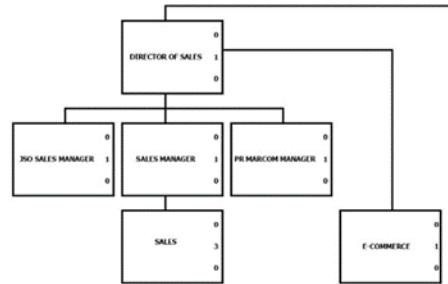 0
DIRECTOR OF SALES 1
0
0
JSO SALES MANAGER 1
0
0
SALES MANAGER 1
0
0
PR MARCOM MANAGER 1
0
0
SALES
3
0
0
E-COMMERCE 1
0